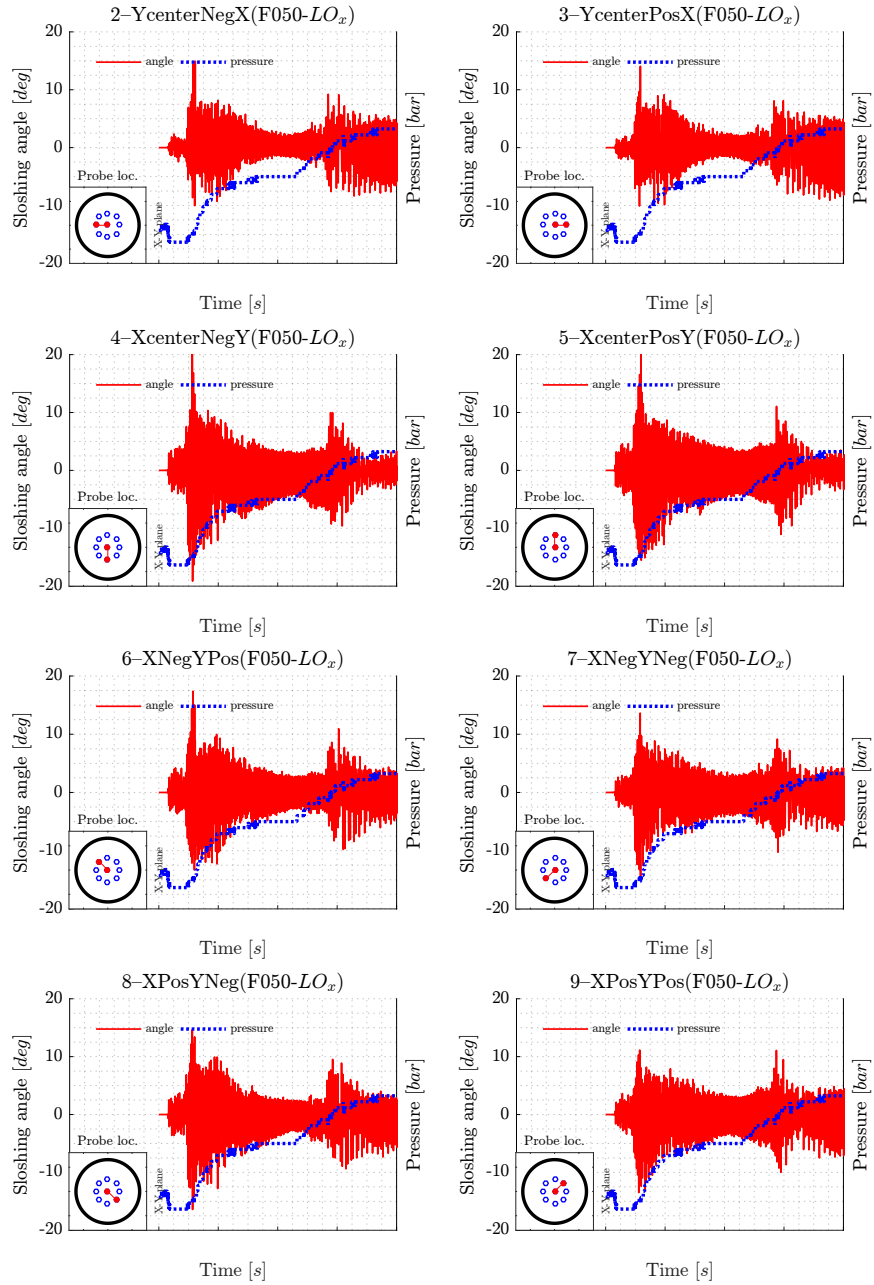 2–YcenterNegX(F050-LOx)
20
10
0
-10
-20
Sloshing angle [deg]
angle
pressure
Probe loc.
X-Y plane
Pressure [bar]
Time [s]
3–YcenterPosX(F050-LOx)
20
10
0
-10
-20
Sloshing angle [deg]
angle
pressure
Probe loc.
X-Y plane
Pressure [bar]
Time [s]
4–XcenterNegY(F050-LOx)
20
10
0
-10
-20
Sloshing angle [deg]
angle
pressure
Probe loc.
X-Y plane
Pressure [bar]
Time [s]
5–XcenterPosY(F050-LOx)
20
10
0
-10
-20
Sloshing angle [deg]
angle
pressure
Probe loc.
X-Y plane
Pressure [bar]
Time [s]
6–XNegYPos(F050-LOx)
20
10
0
-10
-20
Sloshing angle [deg]
angle
pressure
Probe loc.
X-Y plane
Pressure [bar]
Time [s]
7–XNegYNeg(F050-LOx)
20
10
0
-10
-20
Sloshing angle [deg]
angle
pressure
Probe loc.
X-Y plane
Pressure [bar]
Time [s]
8–XPosYNeg(F050-LOx)
20
10
0
-10
-20
Sloshing angle [deg]
angle
pressure
Probe loc.
X-Y plane
Pressure [bar]
Time [s]
9–XPosYPos(F050-LOx)
20
10
0
-10
-20
Sloshing angle [deg]
angle
pressure
Probe loc.
X-Y plane
Pressure [bar]
Time [s]